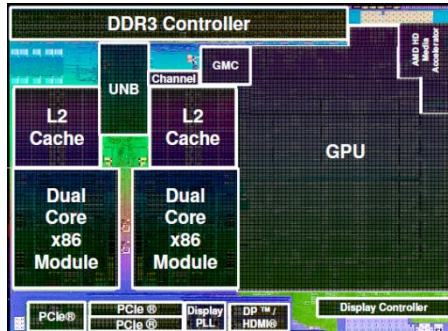 DDR3 Controller
AMD HD
Media
Accelerator
UNB
Channel
GMC
L2
Cache
L2
Cache
GPU
Dual
Core
x86
Module
Dual
Core
x86
Module
PCIe®
PCIe ®
PCIe ®
Display
PLL
DP ™ /
HDMI®
Display Controller